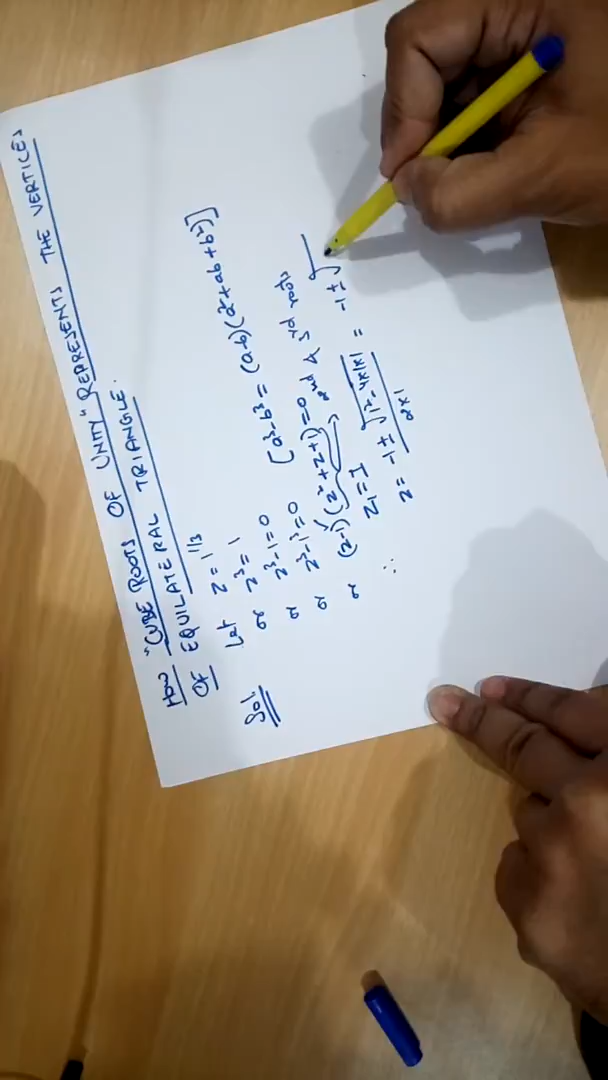 How "CUBE ROOTS OF UNITY" REPRESENTS THE VERTICES
OF EQUILATERAL TRIANGLE.
Sol Let z = 1^{1/3}
or z³ = 1
or z³-1 = 0
or z³-1³ = 0 [a³-b³ = (a-b)(a²+ab+b²)]
or (z-1)(z²+z+1) = 0
z₁ = 1 2nd & 3rd roots
∴ z = -1 ± √1²-4×1×1 / 2×1 = -1 ± √